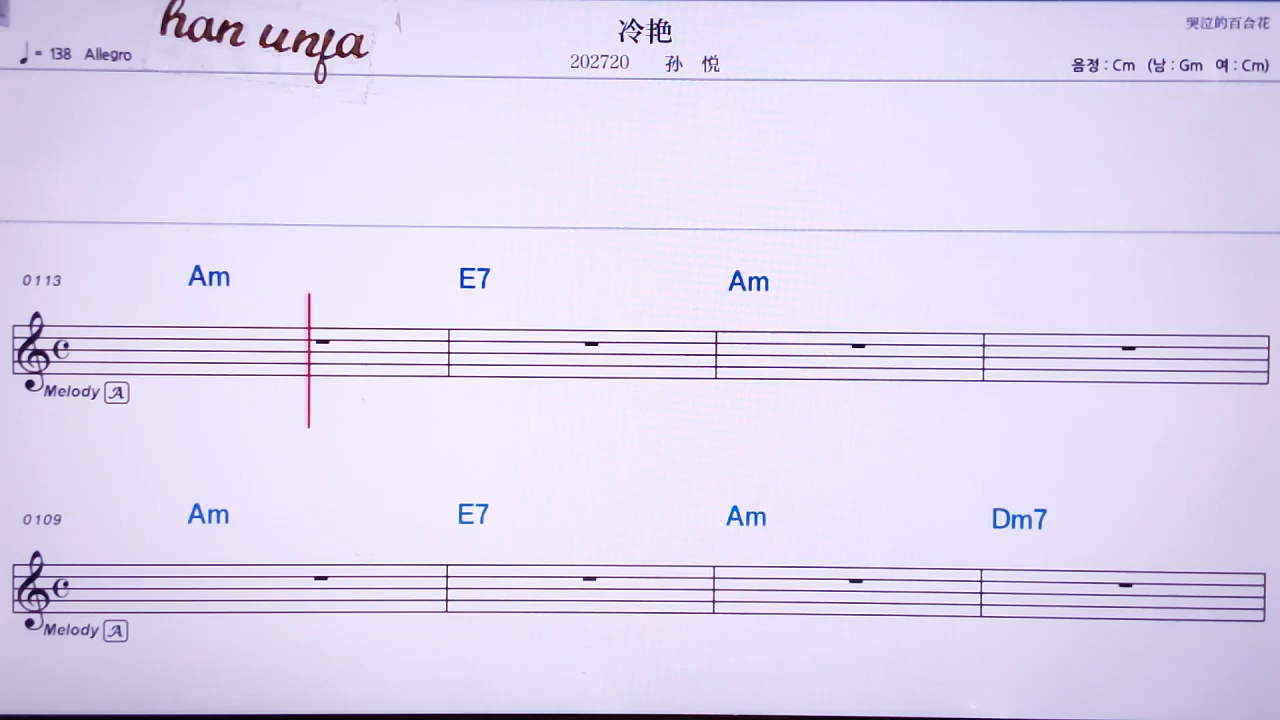 han unfa
冷艳
哭泣的百合花
♩= 138 Allegro
202720 孙 悦
음정 : Cm (남 : Gm 여 : Cm)
0113 Am E7 Am
Melody A
0109 Am E7 Am Dm7
Melody A